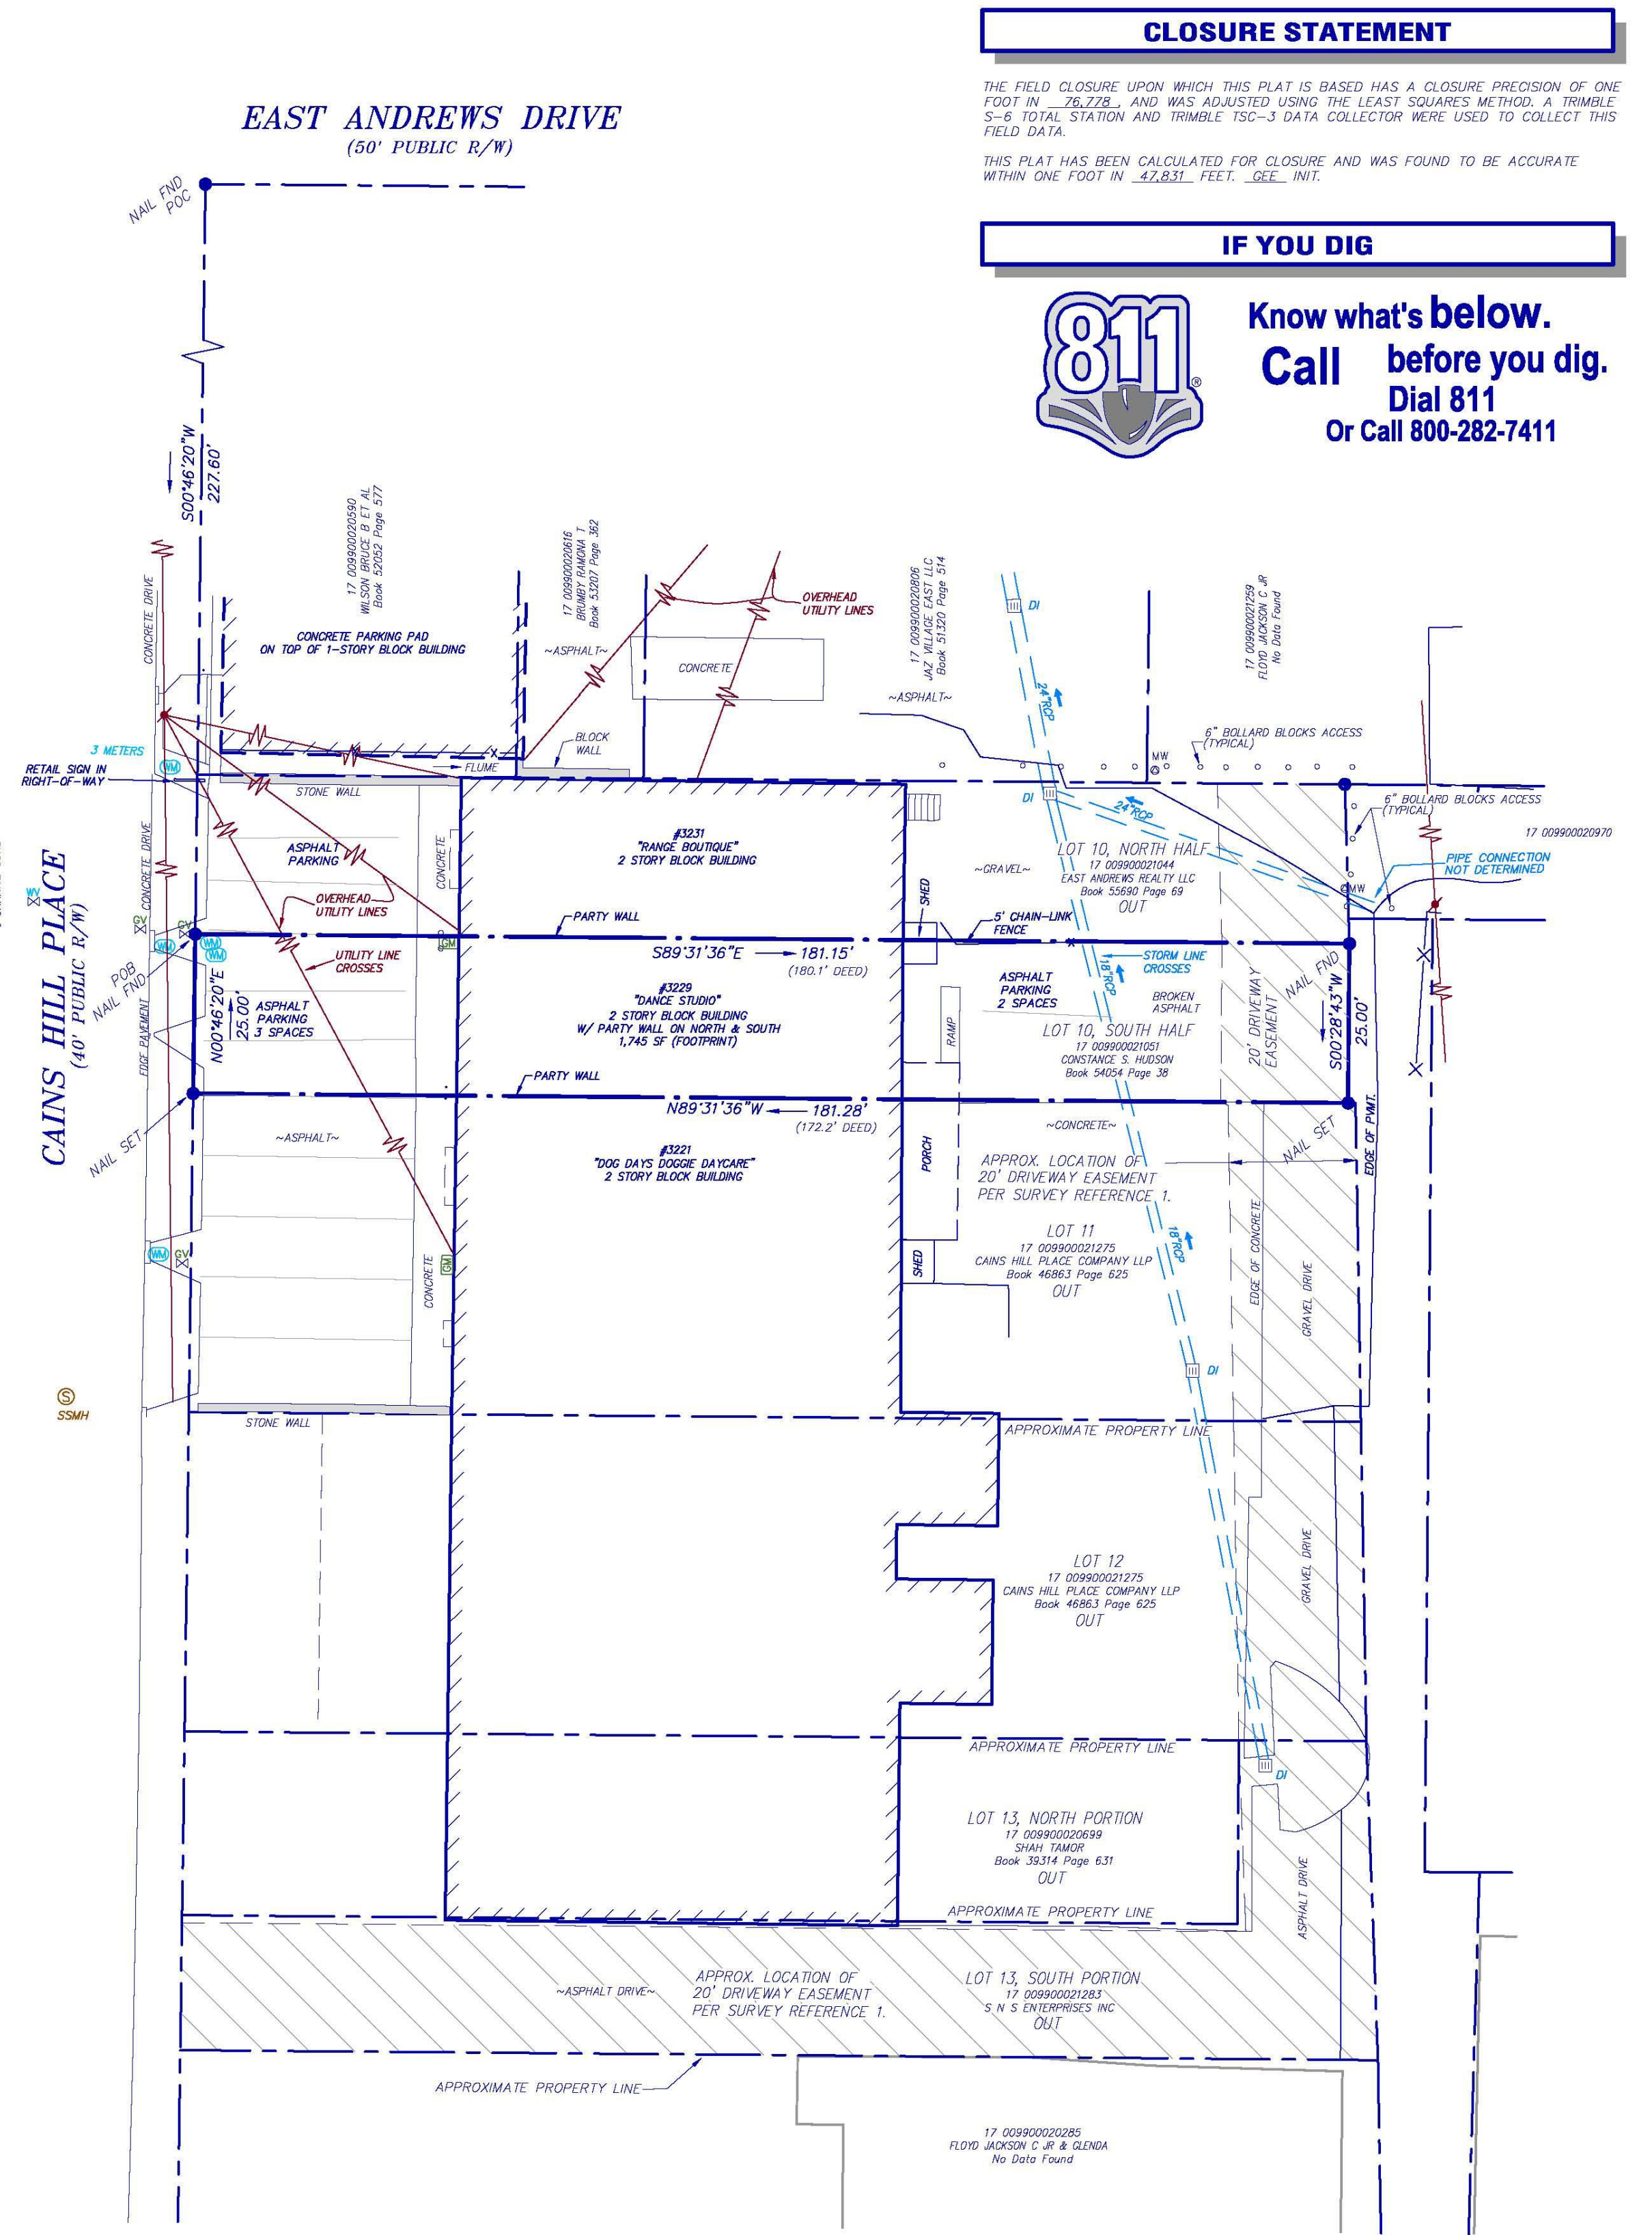 CLOSURE STATEMENT
THE FIELD CLOSURE UPON WHICH THIS PLAT IS BASED HAS A CLOSURE PRECISION OF ONE
FOOT IN 76,778 , AND WAS ADJUSTED USING THE LEAST SQUARES METHOD. A TRIMBLE
S-6 TOTAL STATION AND TRIMBLE TSC-3 DATA COLLECTOR WERE USED TO COLLECT THIS
FIELD DATA.
THIS PLAT HAS BEEN CALCULATED FOR CLOSURE AND WAS FOUND TO BE ACCURATE
WITHIN ONE FOOT IN 47,831 FEET. GEE INIT.
IF YOU DIG
811
®
Know what's below.
Call before you dig.
Dial 811
Or Call 800-282-7411
EAST ANDREWS DRIVE
(50' PUBLIC R/W)
NAIL FND
POC
S00°46'20"W
227.60'
17 009900020590
WILSON BRUCE B ET AL
Book 52052 Page 577
17 009900020616
BRUMBY RAMONA T
Book 53207 Page 362
17 009900020806
JAZ VILLAGE EAST LLC
Book 51320 Page 514
17 009900021259
FLOYD JACKSON C JR
No Data Found
CONCRETE DRIVE
CONCRETE PARKING PAD
ON TOP OF 1-STORY BLOCK BUILDING
~ASPHALT~
OVERHEAD
UTILITY LINES
CONCRETE
~ASPHALT~
DI
24"RCP
6" BOLLARD BLOCKS ACCESS
(TYPICAL)
MW
BLOCK
WALL
FLUME
X
3 METERS
WM
RETAIL SIGN IN
RIGHT-OF-WAY
STONE WALL
DI
24"RCP
6" BOLLARD BLOCKS ACCESS
(TYPICAL)
17 009900020970
PIPE CONNECTION
NOT DETERMINED
MW
CONCRETE DRIVE
ASPHALT
PARKING
CONCRETE
#3231
"RANGE BOUTIQUE"
2 STORY BLOCK BUILDING
~GRAVEL~
LOT 10, NORTH HALF
17 009900021044
EAST ANDREWS REALTY LLC
Book 55690 Page 69
OUT
SHED
OVERHEAD
UTILITY LINES
PARTY WALL
5' CHAIN-LINK
FENCE
WV
CAINS HILL PLACE
(40' PUBLIC R/W)
GV
GV
WM
WM
WM
GM
UTILITY LINE
CROSSES
S89°31'36"E 181.15'
(180.1' DEED)
STORM LINE
CROSSES
18"RCP
POB
NAIL FND
NAIL FND
EDGE PAVEMENT
N00°46'20"E
25.00'
ASPHALT
PARKING
3 SPACES
#3229
"DANCE STUDIO"
2 STORY BLOCK BUILDING
W/ PARTY WALL ON NORTH & SOUTH
1,745 SF (FOOTPRINT)
ASPHALT
PARKING
2 SPACES
BROKEN
ASPHALT
RAMP
LOT 10, SOUTH HALF
17 009900021051
CONSTANCE S. HUDSON
Book 54054 Page 38
20' DRIVEWAY
EASEMENT
S00°28'43"W
25.00'
PARTY WALL
N89°31'36"W 181.28'
(172.2' DEED)
NAIL SET
~ASPHALT~
~CONCRETE~
NAIL SET
EDGE OF PVMT.
#3221
"DOG DAYS DOGGIE DAYCARE"
2 STORY BLOCK BUILDING
PORCH
APPROX. LOCATION OF
20' DRIVEWAY EASEMENT
PER SURVEY REFERENCE 1.
LOT 11
17 009900021275
CAINS HILL PLACE COMPANY LLP
Book 46863 Page 625
OUT
18"RCP
EDGE OF CONCRETE
GRAVEL DRIVE
WM
GV
CONCRETE
GM
SHED
DI
S
SSMH
STONE WALL
APPROXIMATE PROPERTY LINE
LOT 12
17 009900021275
CAINS HILL PLACE COMPANY LLP
Book 46863 Page 625
OUT
GRAVEL DRIVE
APPROXIMATE PROPERTY LINE
DI
LOT 13, NORTH PORTION
17 009900020699
SHAH TAMOR
Book 39314 Page 631
OUT
APPROXIMATE PROPERTY LINE
ASPHALT DRIVE
~ASPHALT DRIVE~
APPROX. LOCATION OF
20' DRIVEWAY EASEMENT
PER SURVEY REFERENCE 1.
LOT 13, SOUTH PORTION
17 009900021283
S N S ENTERPRISES INC
OUT
APPROXIMATE PROPERTY LINE
17 009900020285
FLOYD JACKSON C JR & GLENDA
No Data Found